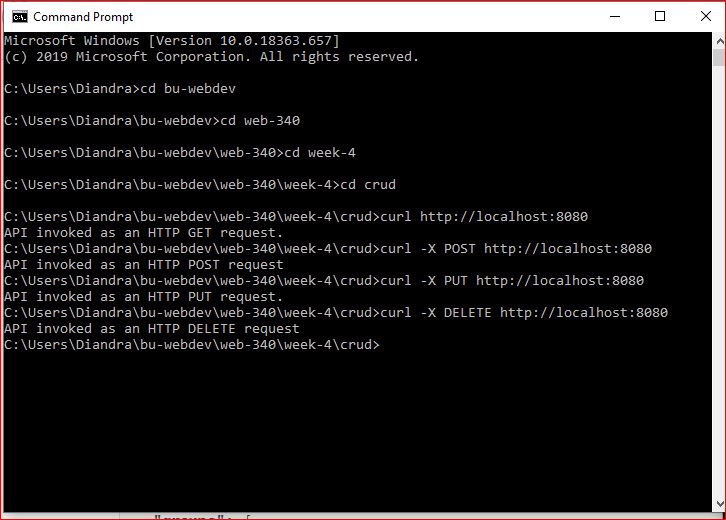 Command Prompt
Microsoft Windows [Version 10.0.18363.657]
(c) 2019 Microsoft Corporation. All rights reserved.
C:\Users\Diandra>cd bu-webdev
C:\Users\Diandra\bu-webdev>cd web-340
C:\Users\Diandra\bu-webdev\web-340>cd week-4
C:\Users\Diandra\bu-webdev\web-340\week-4>cd crud
C:\Users\Diandra\bu-webdev\web-340\week-4\crud>curl http://localhost:8080
API invoked as an HTTP GET request.
C:\Users\Diandra\bu-webdev\web-340\week-4\crud>curl -X POST http://localhost:8080
API invoked as an HTTP POST request
C:\Users\Diandra\bu-webdev\web-340\week-4\crud>curl -X PUT http://localhost:8080
API invoked as an HTTP PUT request.
C:\Users\Diandra\bu-webdev\web-340\week-4\crud>curl -X DELETE http://localhost:8080
API invoked as an HTTP DELETE request
C:\Users\Diandra\bu-webdev\web-340\week-4\crud>